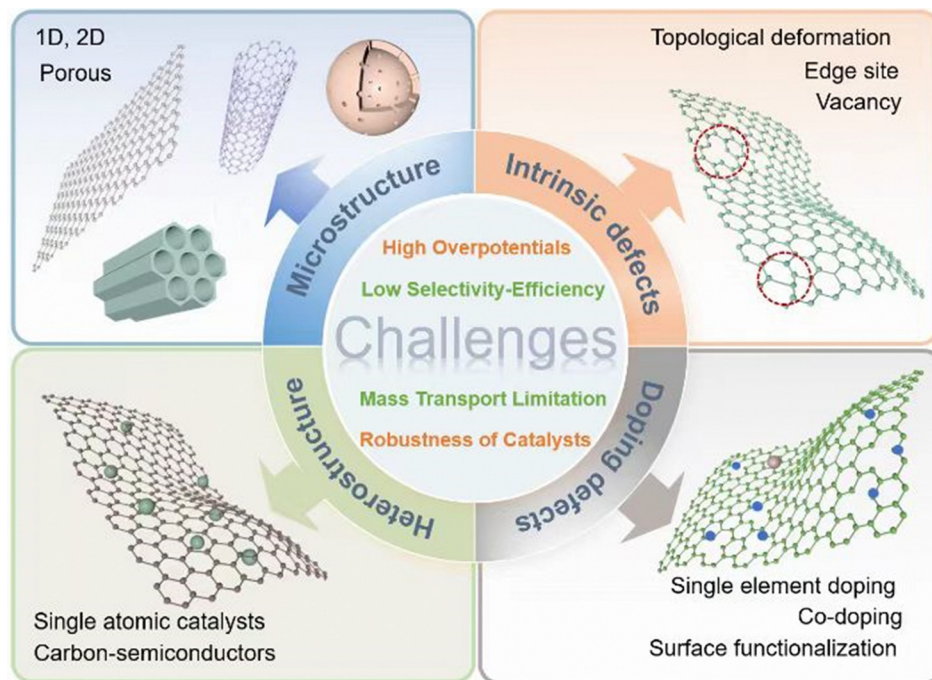 1D, 2D
Porous
Topological deformation
Edge site
Vacancy
Microstructure
Intrinsic defects
High Overpotentials
Low Selectivity-Efficiency
Challenges
Mass Transport Limitation
Robustness of Catalysts
Heterostructure
Doping defects
Single atomic catalysts
Carbon-semiconductors
Single element doping
Co-doping
Surface functionalization